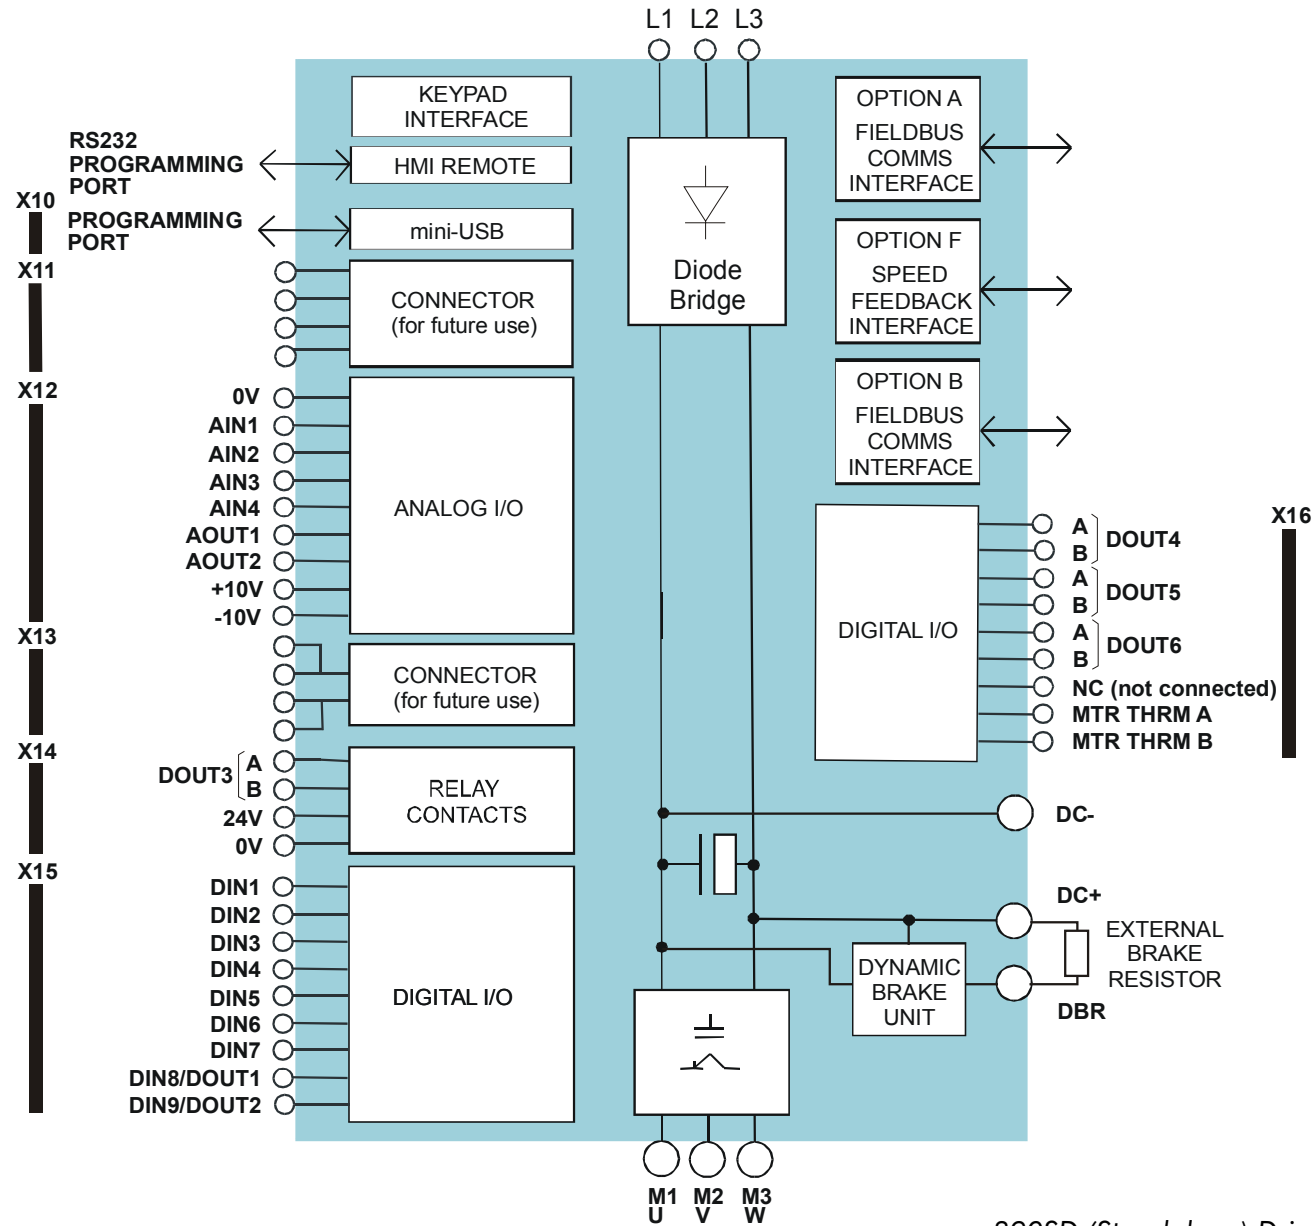 L1 L2 L3
KEYPAD
INTERFACE
RS232
PROGRAMMING
PORT
HMI REMOTE
X10
PROGRAMMING
PORT
mini-USB
X11
CONNECTOR
(for future use)
X12
0V
AIN1
AIN2
AIN3
AIN4
AOUT1
AOUT2
+10V
-10V
ANALOG I/O
X13
CONNECTOR
(for future use)
X14
DOUT3
A
B
24V
0V
RELAY
CONTACTS
X15
DIN1
DIN2
DIN3
DIN4
DIN5
DIN6
DIN7
DIN8/DOUT1
DIN9/DOUT2
DIGITAL I/O
Diode
Bridge
OPTION A
FIELDBUS
COMMS
INTERFACE
OPTION F
SPEED
FEEDBACK
INTERFACE
OPTION B
FIELDBUS
COMMS
INTERFACE
X16
DIGITAL I/O
A
B
DOUT4
A
B
DOUT5
A
B
DOUT6
NC (not connected)
MTR THRM A
MTR THRM B
DC-
DC+
EXTERNAL
BRAKE
RESISTOR
DYNAMIC
BRAKE
UNIT
DBR
M1 M2 M3
U V W